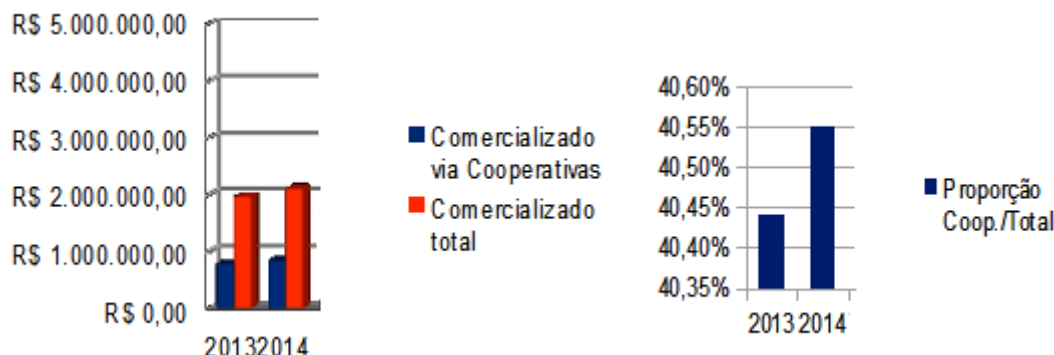 R$ 5.000.000,00
R$ 4.000.000,00
R$ 3.000.000,00
R$ 2.000.000,00
R$ 1.000.000,00
R$ 0,00
20132014
Comercializado
via Cooperativas
Comercializado
total
40,60%
40,55%
40,50%
40,45%
40,40%
40,35%
2013 2014
Proporção
Coop./Total